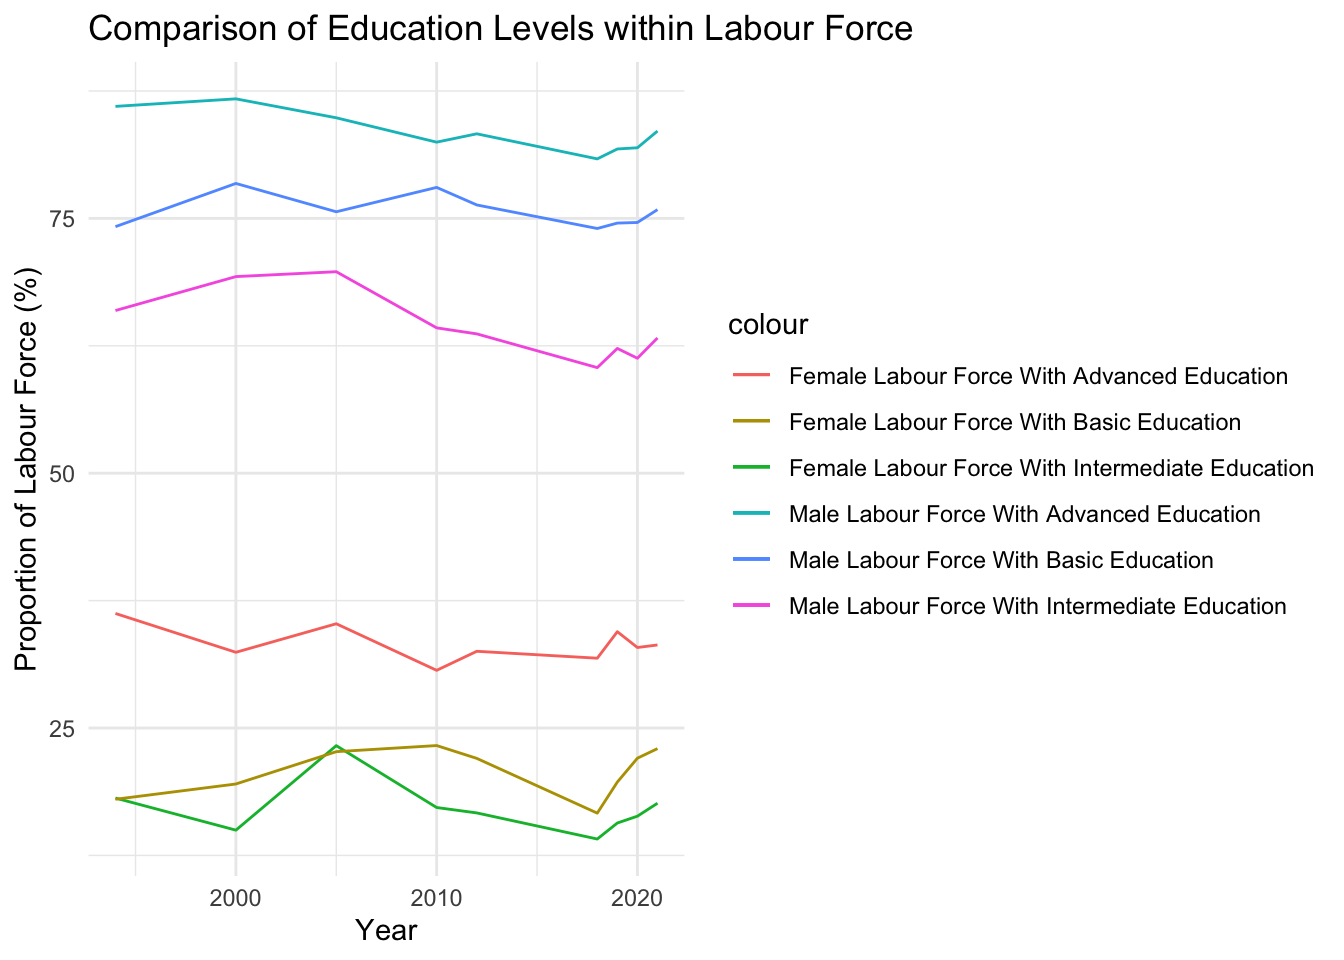 Comparison of Education Levels within Labour Force
Proportion of Labour Force (%)
75
50
25
2000
2010
2020
Year
colour
Female Labour Force With Advanced Education
Female Labour Force With Basic Education
Female Labour Force With Intermediate Education
Male Labour Force With Advanced Education
Male Labour Force With Basic Education
Male Labour Force With Intermediate Education